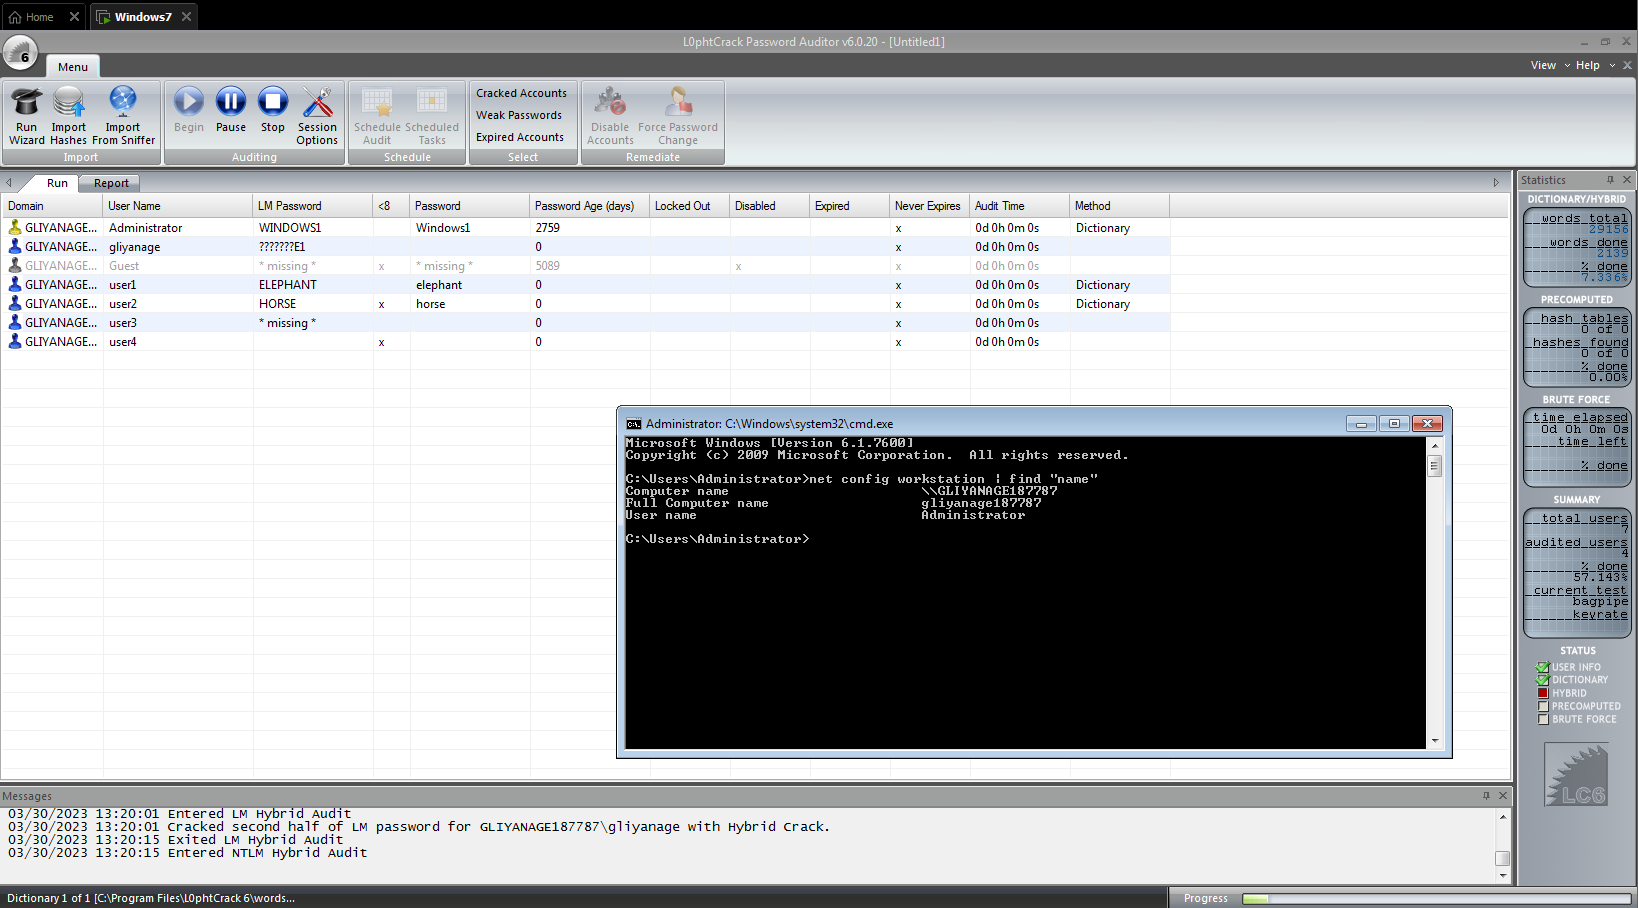 Home
Windows7
L0phtCrack Password Auditor v6.0.20 - [Untitled1]
6
Menu
View Help
Run Wizard
Import Hashes
Import From Sniffer
Import
Begin
Pause
Stop
Session Options
Auditing
Schedule Audit
Scheduled Tasks
Schedule
Cracked Accounts
Weak Passwords
Expired Accounts
Select
Disable Accounts
Force Password Change
Remediate
Run Report
Domain User Name LM Password <8 Password Password Age (days) Locked Out Disabled Expired Never Expires Audit Time Method
GLIYANAGE... Administrator WINDOWS1 Windows1 2759 x 0d 0h 0m 0s Dictionary
GLIYANAGE... gliyanage ???????E1 0 x 0d 0h 0m 0s
GLIYANAGE... Guest * missing * x * missing * 5089 x x 0d 0h 0m 0s
GLIYANAGE... user1 ELEPHANT elephant 0 x 0d 0h 0m 0s Dictionary
GLIYANAGE... user2 HORSE x horse 0 x 0d 0h 0m 0s Dictionary
GLIYANAGE... user3 * missing * 0 x 0d 0h 0m 0s
GLIYANAGE... user4 x 0 x 0d 0h 0m 0s
Administrator: C:\Windows\system32\cmd.exe
Microsoft Windows [Version 6.1.7600]
Copyright (c) 2009 Microsoft Corporation.  All rights reserved.
C:\Users\Administrator>net config workstation | find "name"
Computer name \\GLIYANAGE187787
Full Computer name gliyanage187787
User name Administrator
C:\Users\Administrator>
Statistics
DICTIONARY/HYBRID
words total
29156
words done
2139
% done
7.336%
PRECOMPUTED
hash tables
0 of 0
hashes found
0 of 0
% done
0.00%
BRUTE FORCE
time elapsed
0d 0h 0m 0s
time left
% done
SUMMARY
total users
7
audited users
4
% done
57.143%
current test
bagpipe
keyrate
STATUS
USER INFO
DICTIONARY
HYBRID
PRECOMPUTED
BRUTE FORCE
LC6
Messages
03/30/2023 13:20:01 Entered LM Hybrid Audit
03/30/2023 13:20:01 Cracked second half of LM password for GLIYANAGE187787\gliyanage with Hybrid Crack.
03/30/2023 13:20:15 Exited LM Hybrid Audit
03/30/2023 13:20:15 Entered NTLM Hybrid Audit
Dictionary 1 of 1 [C:\Program Files\L0phtCrack 6\words...
Progress